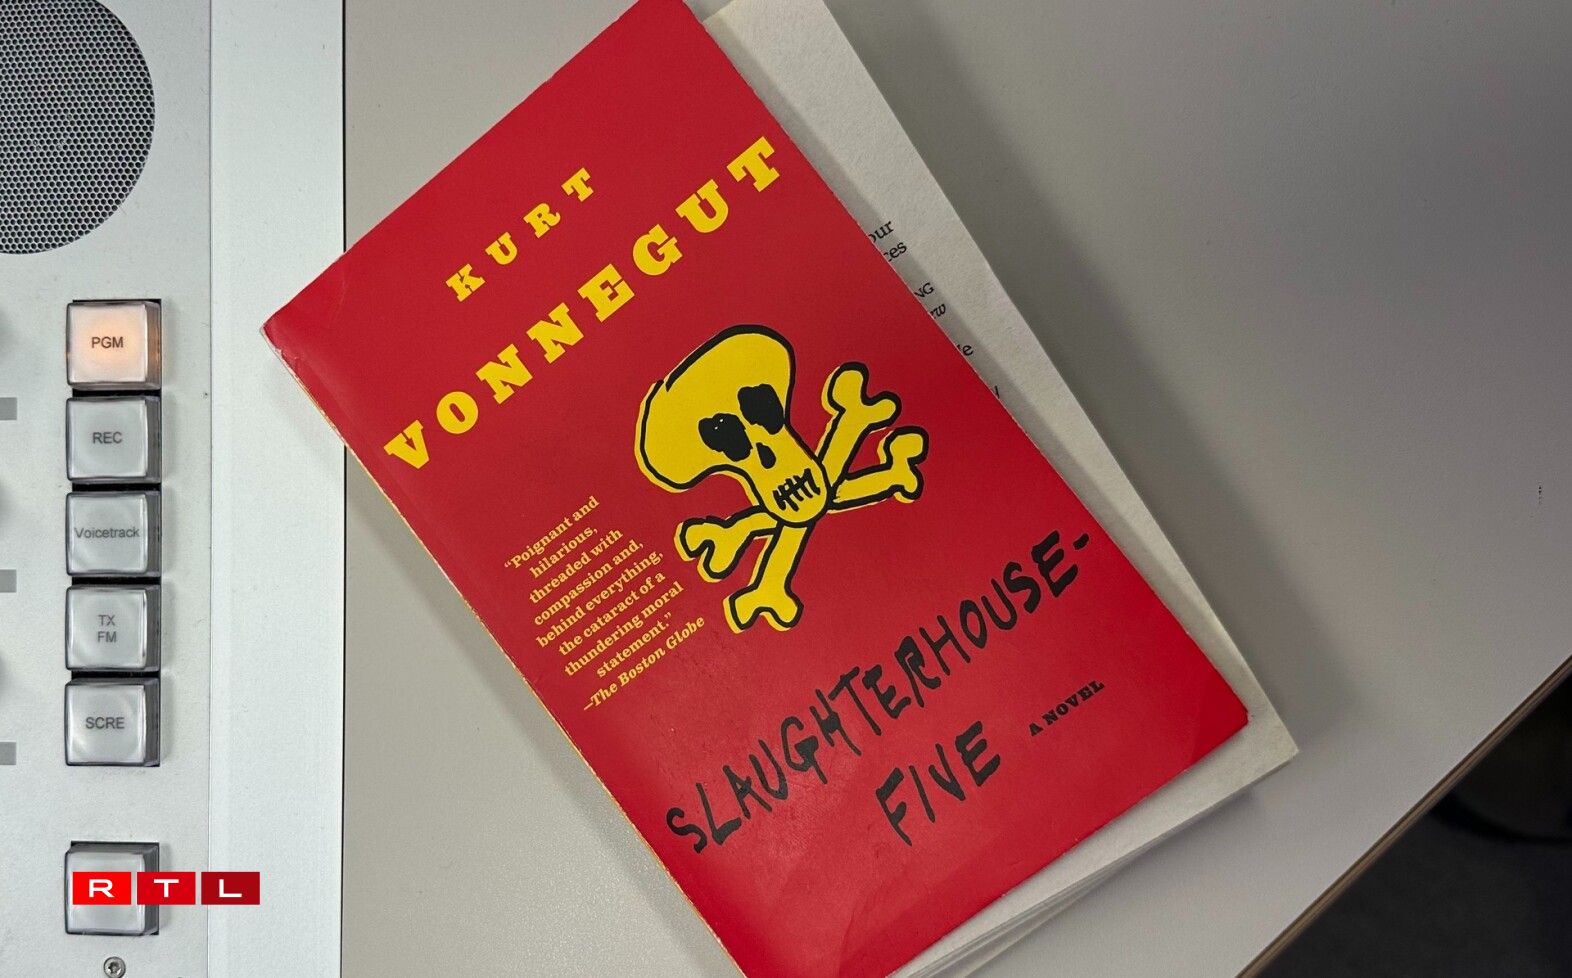 PGM
REC
Voicetrack
TX
FM
SCRE
RTL
KURT
VONNEGUT
“Poignant and
hilarious,
threaded with
compassion and,
behind everything,
the cataract of a
thundering moral
statement.”
—The Boston Globe
SLAUGHTERHOUSE-
FIVE
A NOVEL